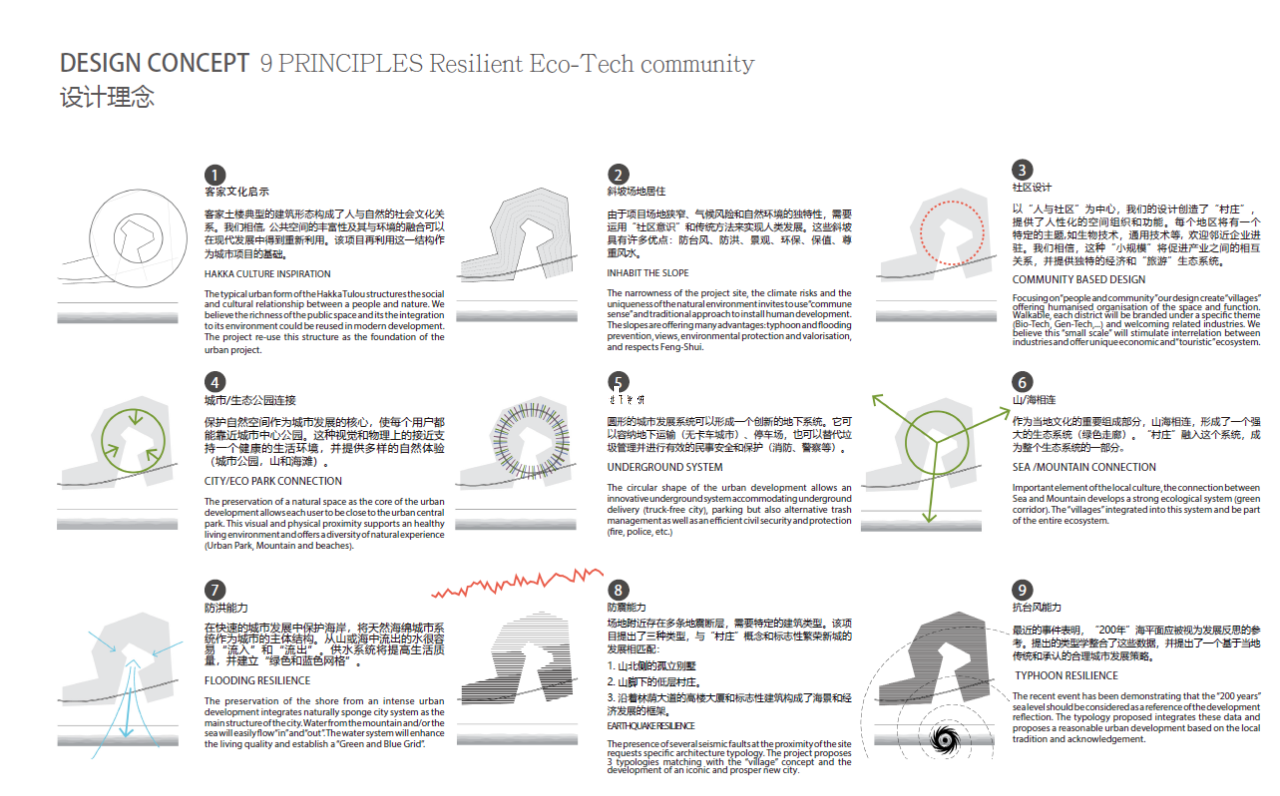 DESIGN CONCEPT 9 PRINCIPLES Resilient Eco-Tech community
设计理念
1
客家文化启示
客家土楼典型的建筑形态构成了人与自然的社会文化关
系。我们相信, 公共空间的丰富性及其与环境的融合可以
在现代发展中得到重新利用。该项目再利用这一结构作
为城市项目的基础。
HAKKA CULTURE INSPIRATION
The typical urban form of the Hakka Tulou structures the social
and cultural relationship between a people and nature. We
believe the richness of the public space and its the integration
to its environment could be reused in modern development.
The project re-use this structure as the foundation of the
urban project.
2
斜坡场地居住
由于项目场地狭窄、气候风险和自然环境的独特性，需要
运用“社区意识”和传统方法来实现人类发展。这些斜坡
具有许多优点：防台风、防洪、景观、环保、保值、尊
重风水。
INHABIT THE SLOPE
The narrowness of the project site, the climate risks and the
uniqueness of the natural environment invites to use “commune
sense” and traditional approach to install human development.
The slopes are offering many advantages: typhoon and flooding
prevention, views, environmental protection and valorisation,
and respects Feng-Shui.
3
社区设计
以“人与社区”为中心，我们的设计创造了“村庄”，
提供了人性化的空间组织和功能。每个地区将有一个
特定的主题,如生物技术，通用技术等，欢迎邻近企业进
驻。我们相信，这种“小规模”将促进产业之间的相互
关系，并提供独特的经济和“旅游”生态系统。
COMMUNITY BASED DESIGN
Focusing on “people and community” our design create “villages”
offering humanised organisation of the space and function.
Walkable, each district will be branded under a specific theme
(Bio-Tech, Gen-Tech,...) and welcoming related industries. We
believe this “small scale” will stimulate interrelation between
industries and offer unique economic and “touristic” ecosystem.
4
城市/生态公园连接
保护自然空间作为城市发展的核心，使每个用户都
能靠近城市中心公园。这种视觉和物理上的接近支
持一个健康的生活环境，并提供多样的自然体验
（城市公园，山和海滩）。
CITY/ECO PARK CONNECTION
The preservation of a natural space as the core of the urban
development allows each user to be close to the urban central
park. This visual and physical proximity supports an healthy
living environment and offers a diversity of natural experience
(Urban Park, Mountain and beaches).
5
圆形的城市发展系统可以形成一个创新的地下系统。它可
以容纳地下运输（无卡车城市）、停车场，也可以替代垃
圾管理并进行有效的民事安全和保护（消防、警察等）。
UNDERGROUND SYSTEM
The circular shape of the urban development allows an
innovative underground system accommodating underground
delivery (truck-free city), parking but also alternative trash
management as well as an efficient civil security and protection
(fire, police, etc.)
6
山/海相连
作为当地文化的重要组成部分，山海相连，形成了一个强
大的生态系统（绿色走廊）。“村庄”融入这个系统，成
为整个生态系统的一部分。
SEA /MOUNTAIN CONNECTION
Important element of the local culture, the connection between
Sea and Mountain develops a strong ecological system (green
corridor). The “villages” integrated into this system and be part
of the entire ecosystem.
7
防洪能力
在快速的城市发展中保护海岸，将天然海绵城市系
统作为城市的主体结构。从山或海中流出的水很容
易“流入”和“流出”。供水系统将提高生活质
量，并建立“绿色和蓝色网格”。
FLOODING RESILIENCE
The preservation of the shore from an intense urban
development integrates naturally sponge city system as the
main structure of the city. Water from the mountain and/or the
sea will easily flow “in” and “out”. The water system will enhance
the living quality and establish a “Green and Blue Grid”.
8
防震能力
场地附近存在多条地震断层，需要特定的建筑类型。该项
目提出了三种类型，与“村庄”概念和标志性繁荣新城的
发展相匹配：
1. 山北侧的孤立别墅
2. 山脚下的低层村庄。
3. 沿着林荫大道的高楼大厦和标志性建筑构成了海景和经
济发展的框架。
EARTHQUAKE RESILIENCE
The presence of several seismic faults at the proximity of the site
requests specific architecture typology. The project proposes
3 typologies matching with the “village” concept and the
development of an iconic and prosper new city.
9
抗台风能力
最近的事件表明，“200年”海平面应被视为发展反思的参
考。提出的类型学整合了这些数据，并提出了一个基于当地
传统和承认的合理城市发展策略。
TYPHOON RESILIENCE
The recent event has been demonstrating that the “200 years”
sea level should be considered as a reference of the development
reflection. The typology proposed integrates these data and
proposes a reasonable urban development based on the local
tradition and acknowledgement.